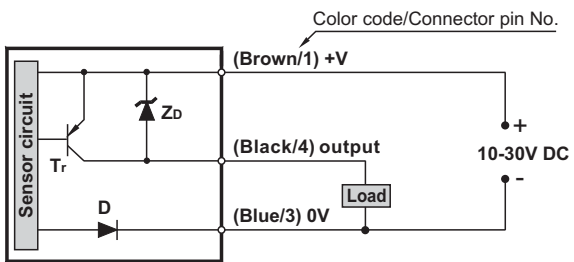 Color code/Connector pin No.
(Brown/1) +V
Sensor circuit
ZD
Tr
+
10-30V DC
-
(Black/4) output
Load
D
(Blue/3) 0V